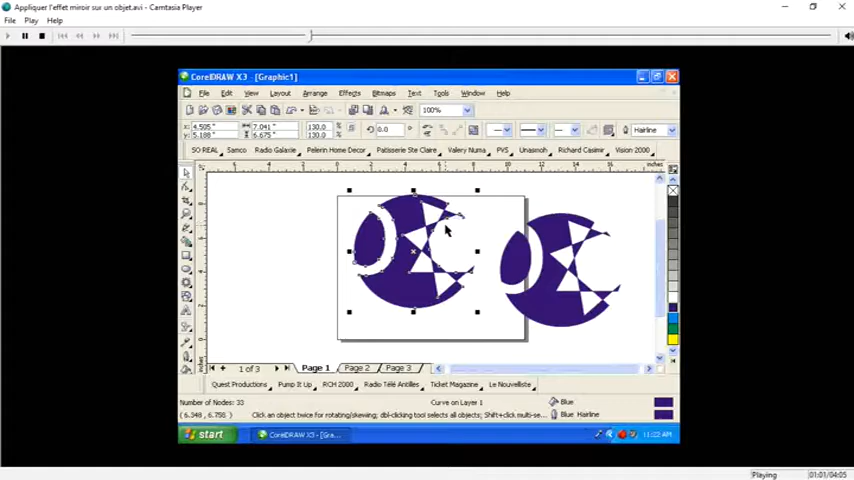 Appliquer l'effet miroir sur un objet.avi - Camtasia Player
File Play Help
CorelDRAW X3 - [Graphic1]
File Edit View Layout Arrange Effects Bitmaps Text Tools Window Help
100%
x: 4.505" 7.041" 130.0 % 0.0 Hairline
y: 5.188" 6.675" 130.0 %
SO REAL Samco Radio Galaxie Pelerin Home Decor Patisserie Ste Claire Valery Numa PVS Unasmoh Richard Casimir Vision 2000
inches
1 of 3 Page 1 Page 2 Page 3
Quest Productions Pump It Up RCH 2000 Radio Télé Antilles Ticket Magazine Le Nouvelliste
Number of Nodes: 33 Curve on Layer 1 Blue
(6.348, 6.758) Click an object twice for rotating/skewing; dbl-clicking tool selects all objects; Shift+click multi-se... Blue Hairline
start CorelDRAW X3 - [Gra... 11:22 AM
Playing 01:01/04:05